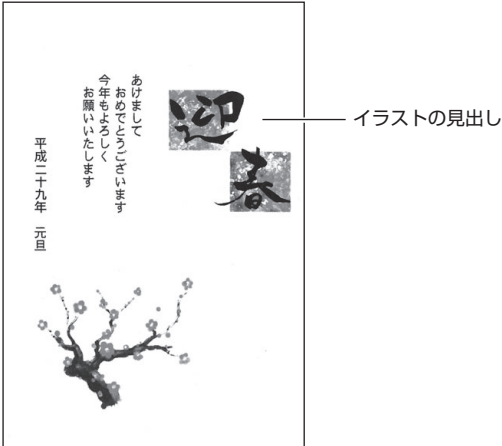 迎春
あけまして
おめでとうございます
今年もよろしく
お願いいたします
平成二十九年　元旦
イラストの見出し